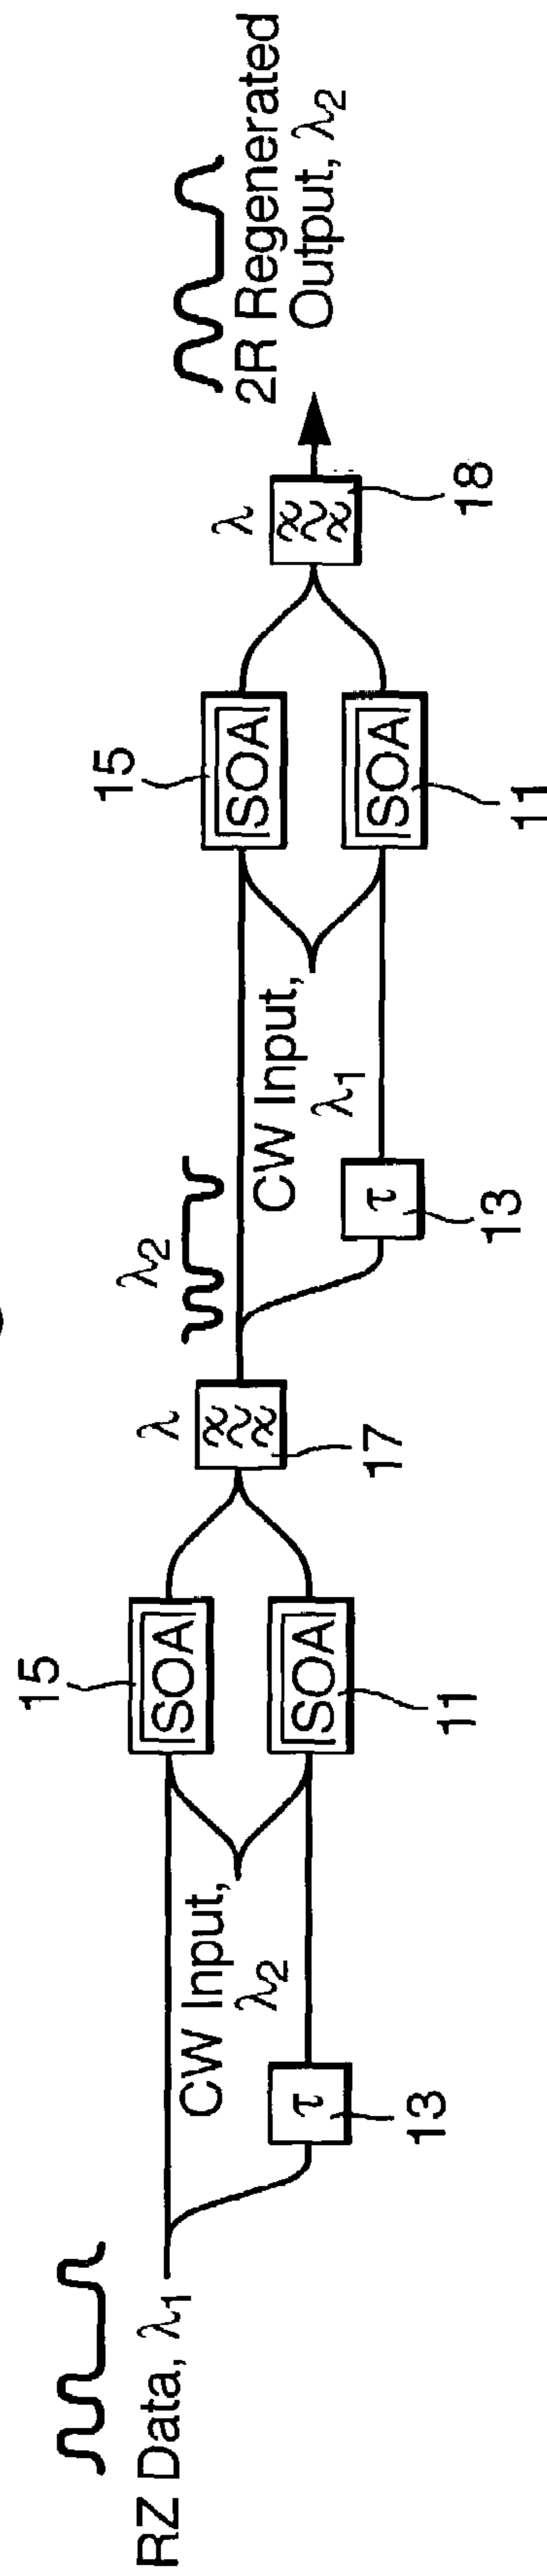 RZ Data, λ1
τ
13
CW Input,
λ2
15
SOA
SOA
11
λ
17
λ2
τ
13
CW Input,
λ1
15
SOA
SOA
11
λ
18
2R Regenerated
Output, λ2